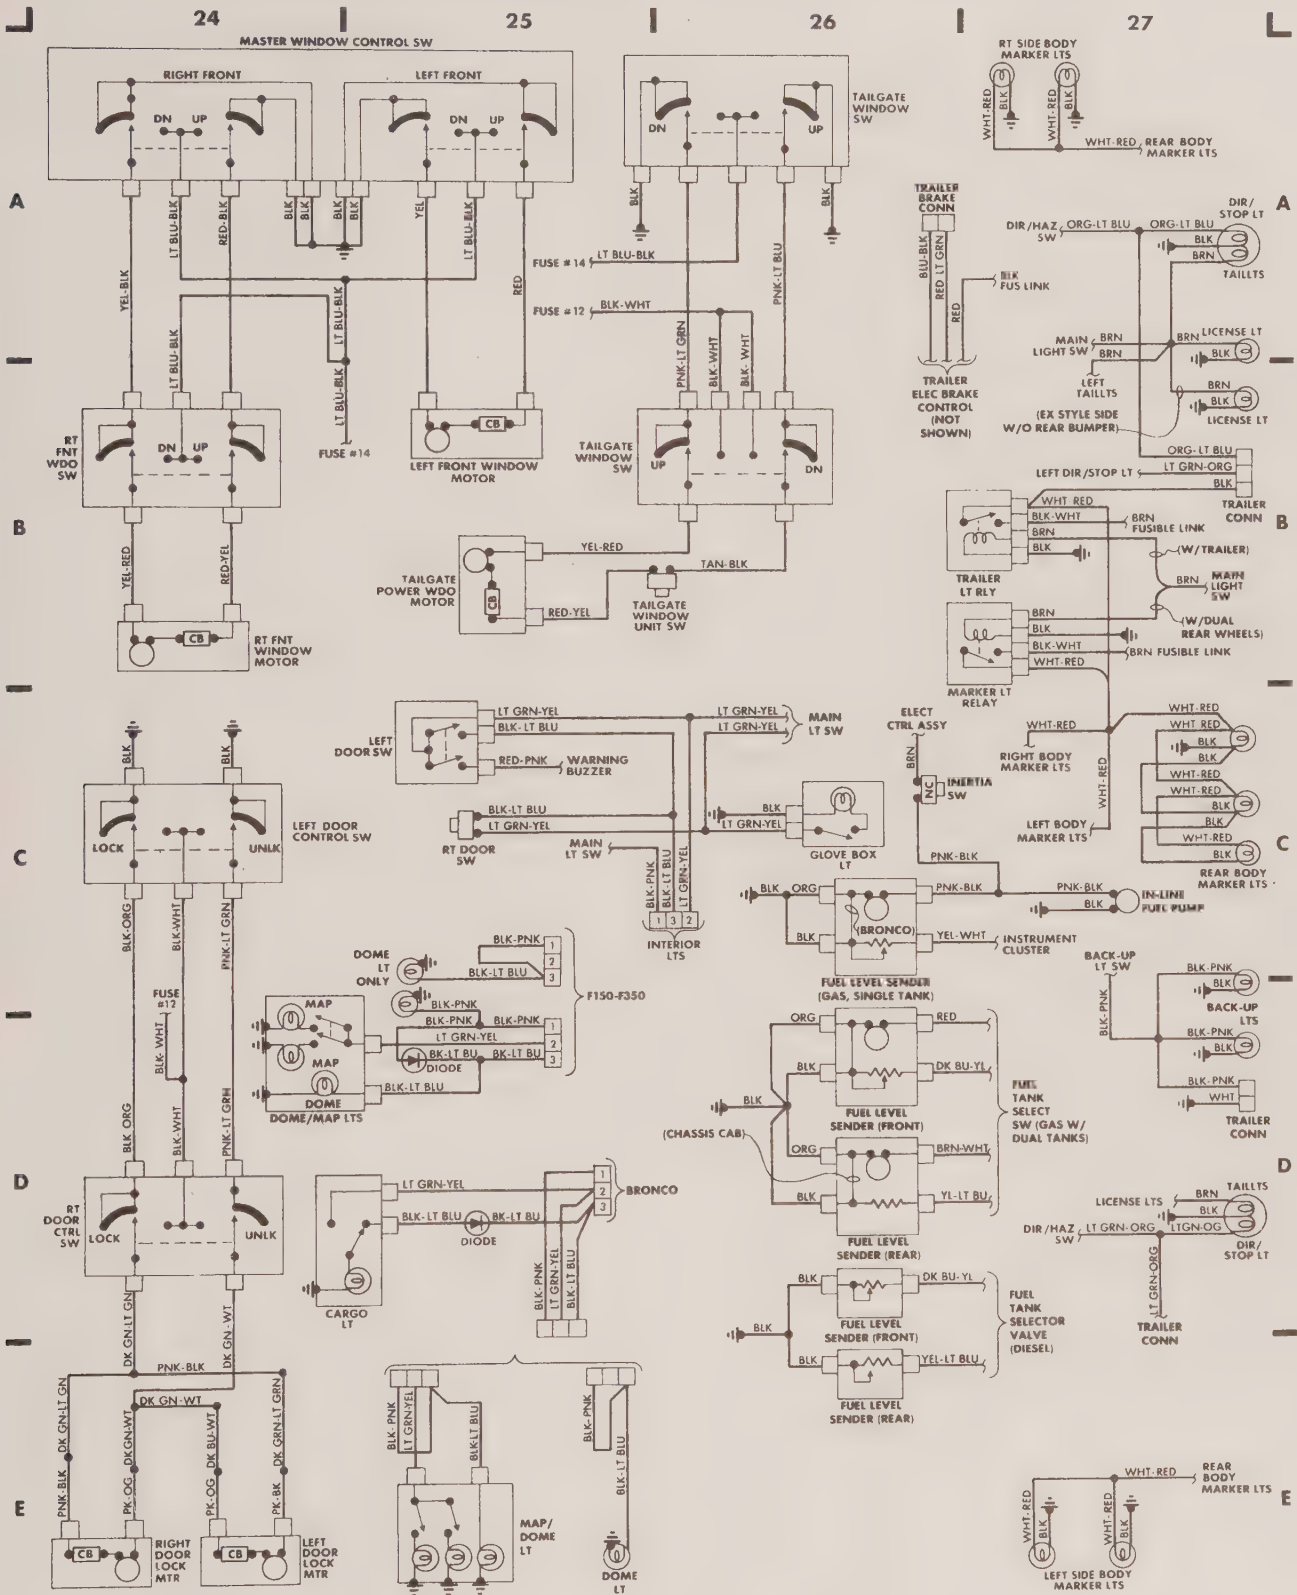 24
25
26
27
MASTER WINDOW CONTROL SW
RIGHT FRONT
LEFT FRONT
DN
UP
DN
UP
DN
UP
TAILGATE
WINDOW
SW
RT SIDE BODY
MARKER LTS
WHT-RED
BLK
WHT-RED
BLK
WHT-RED
REAR BODY
MARKER LTS
A
LT BLU-BLK
RED-BLK
BLK
BLK
BLK
BLK
YEL
LT BLU-BLK
BLK
BLK
TRAILER
BRAKE
CONN
A
DIR/
STOP LT
DIR/HAZ
SW
ORG-LT BLU
ORG-LT BLU
BLK
BRN
TAILLTS
YEL-BLK
LT BLU-BLK
LT BLU-BLK
RED
FUSE #14
LT BLU-BLK
PNK-LT BLU
BLU-BLK
RED
LT GRN
RED
BLK
FUS LINK
FUSE #12
BLK-WHT
LT BLU-BLK
PNK-LT GRN
BLK-WHT
BLK-WHT
MAIN
LIGHT SW
BRN
BRN
BRN
LICENSE LT
BLK
LEFT
TAILLTS
BRN
BLK
LICENSE LT
(EX STYLE SIDE
W/O REAR BUMPER)
TRAILER
ELEC BRAKE
CONTROL
(NOT
SHOWN)
RT
FNT
WDO
SW
DN
UP
FUSE #14
CB
LEFT FRONT WINDOW
MOTOR
TAILGATE
WINDOW
SW
UP
DN
ORG-LT BLU
LEFT DIR/STOP LT
LT GRN-ORG
BLK
TRAILER
CONN
B
B
YEL-RED
RED-YEL
YEL-RED
TAN-BLK
TAILGATE
POWER WDO
MOTOR
CB
RED-YEL
TAILGATE
WINDOW
UNIT SW
WHT RED
BLK-WHT
BRN
FUSIBLE LINK
BRN
BLK
TRAILER
LT RLY
(W/TRAILER)
BRN
MAIN
LIGHT
SW
(W/DUAL
REAR WHEELS)
CB
RT FNT
WINDOW
MOTOR
BRN
BLK
BLK-WHT
BRN FUSIBLE LINK
WHT-RED
MARKER LT
RELAY
BLK
BLK
LEFT
DOOR SW
LT GRN-YEL
BLK-LT BLU
RED-PNK
WARNING
BUZZER
LT GRN-YEL
LT GRN-YEL
MAIN
LT SW
ELECT
CTRL ASSY
BRN
NC
INERTIA
SW
WHT-RED
RIGHT BODY
MARKER LTS
WHT-RED
WHT-RED
WHT-RED
BLK
BLK
WHT-RED
WHT-RED
BLK
BLK
WHT-RED
BLK
REAR BODY
MARKER LTS
LEFT BODY
MARKER LTS
LOCK
UNLK
LEFT DOOR
CONTROL SW
BLK-LT BLU
LT GRN-YEL
RT DOOR
SW
BLK
LT GRN-YEL
GLOVE BOX
LT
C
C
MAIN
LT SW
BLK-PNK
BLK-LT BLU
LT GRN-YEL
1 3 2
INTERIOR
LTS
PNK-BLK
BLK
ORG
PNK-BLK
PNK-BLK
BLK
IN-LINE
FUEL PUMP
(BRONCO)
BLK
YEL-WHT
INSTRUMENT
CLUSTER
FUEL LEVEL SENDER
(GAS, SINGLE TANK)
BLK-ORG
BLK-WHT
PNK-LT GRN
DOME
LT
ONLY
BLK-PNK
BLK-LT BLU
1
2
3
F150-F350
FUSE
#12
BLK-WHT
MAP
MAP
DOME
DOME/MAP LTS
BLK-PNK
BLK-PNK
BLK-PNK
LT GRN-YEL
BK-LT BU
BK-LT BU
DIODE
BLK-LT BLU
1
2
3
BACK-UP
LT SW
BLK-PNK
BLK-PNK
BLK
BACK-UP
LTS
BLK-PNK
BLK
BLK-PNK
WHT
TRAILER
CONN
ORG
RED
BLK
DK BU-YL
FUEL LEVEL
SENDER (FRONT)
BLK
(CHASSIS CAB)
ORG
BRN-WHT
BLK
YL-LT BU
FUEL LEVEL
SENDER (REAR)
FUEL
TANK
SELECT
SW (GAS W/
DUAL TANKS)
BLK ORG
BLK-WHT
PNK-LT GRN
D
D
RT
DOOR
CTRL
SW
LOCK
UNLK
LT GRN-YEL
BLK-LT BLU
BK-LT BU
DIODE
1
2
3
BRONCO
CARGO
LT
BLK-PNK
LT GRN-YEL
BLK-LT BLU
LICENSE LTS
TAILLTS
BRN
BLK
DIR/HAZ
SW
LT GRN-ORG
LTGN-OG
DIR/
STOP LT
LT GRN-ORG
TRAILER
CONN
BLK
DK BU-YL
FUEL LEVEL
SENDER (FRONT)
BLK
BLK
YEL-LT BLU
FUEL LEVEL
SENDER (REAR)
FUEL
TANK
SELECTOR
VALVE
(DIESEL)
DK GN-LT GN
DK GN-WT
PNK-BLK
DK GN-WT
DK GN-LT GN
DKGN-WT
DK BU-WT
DK GRN-LT GRN
PNK-BLK
PK-OG
PK-OG
PK-BK
CB
RIGHT
DOOR
LOCK
MTR
CB
LEFT
DOOR
LOCK
MTR
BLK-PNK
LT GRN-YEL
BLK-LT BLU
MAP/
DOME
LT
BLK-PNK
BLK-LT BLU
DOME
LT
E
E
WHT-RED
REAR
BODY
MARKER LTS
WHT-RED
BLK
WHT-RED
BLK
LEFT SIDE BODY
MARKER LTS